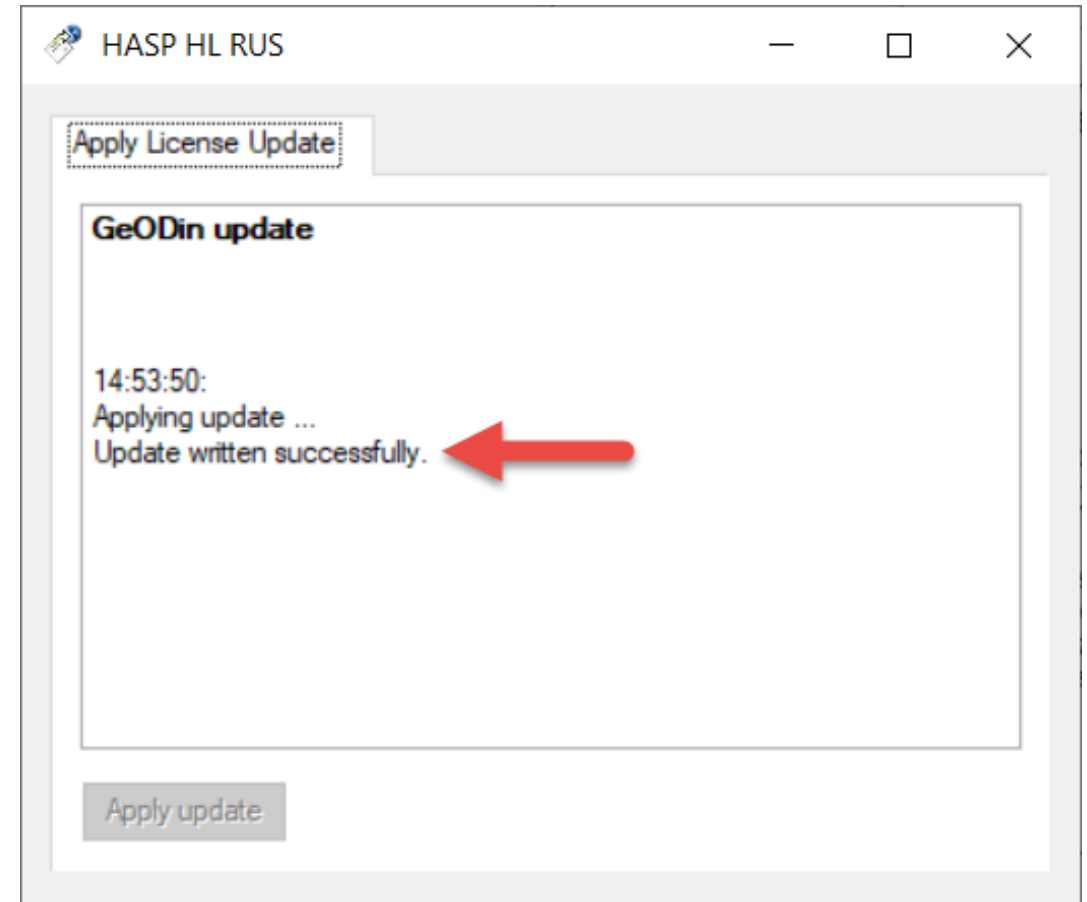 HASP HL RUS
Apply License Update
GeODin update
14:53:50:
Applying update ...
Update written successfully.
Apply update